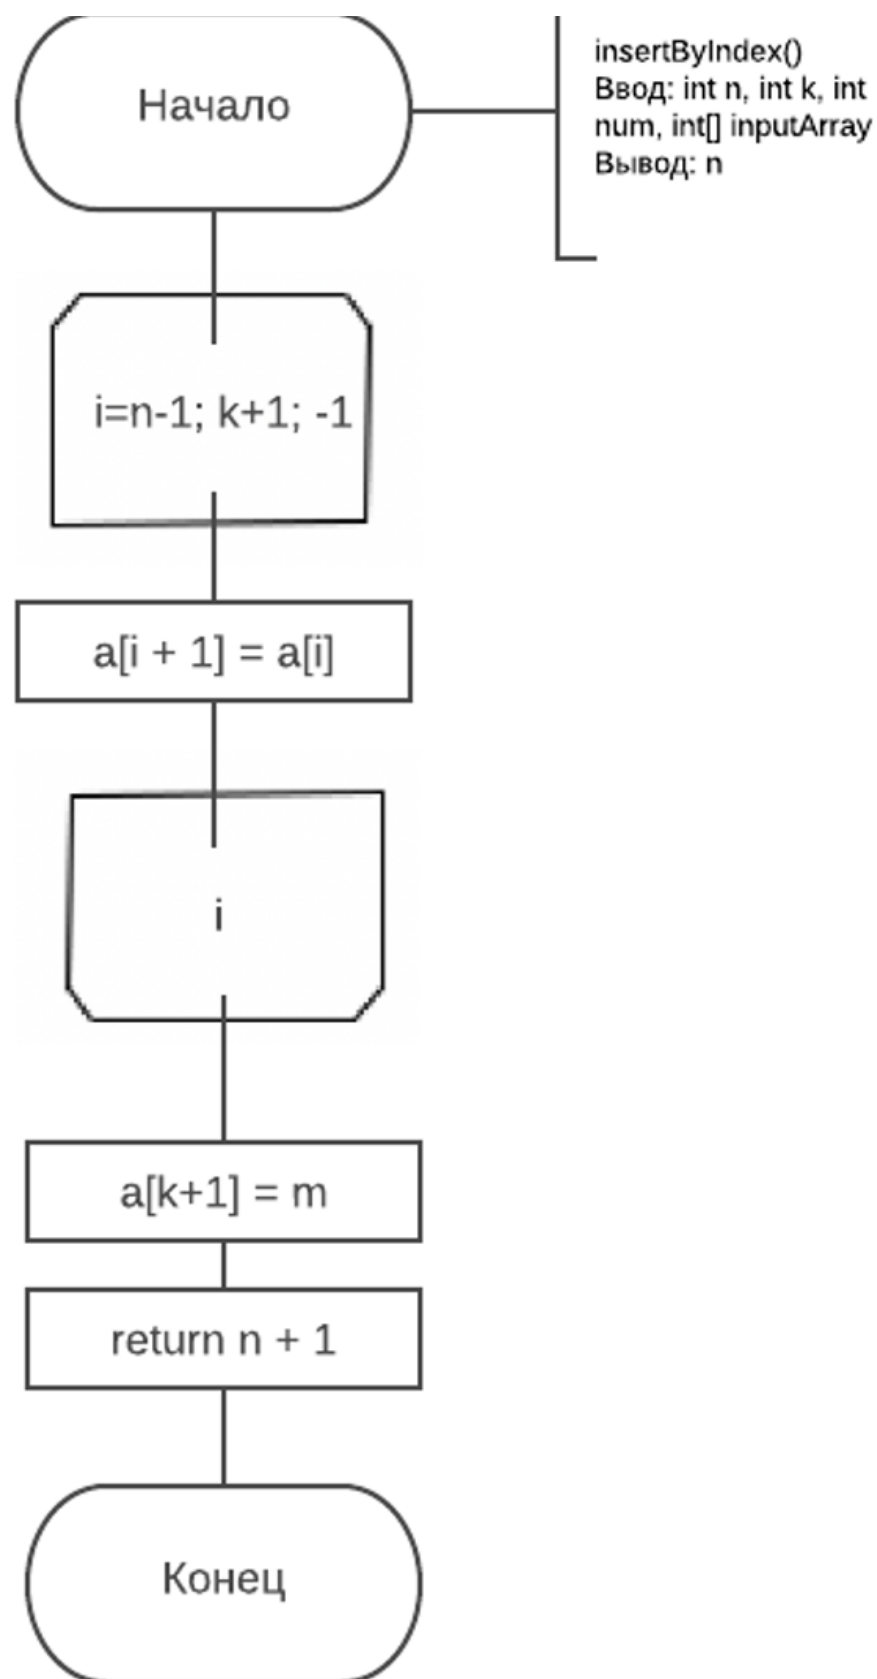 Начало
insertByIndex()
Ввод: int n, int k, int
num, int[] inputArray
Вывод: n
i=n-1; k+1; -1
a[i + 1] = a[i]
i
a[k+1] = m
return n + 1
Конец